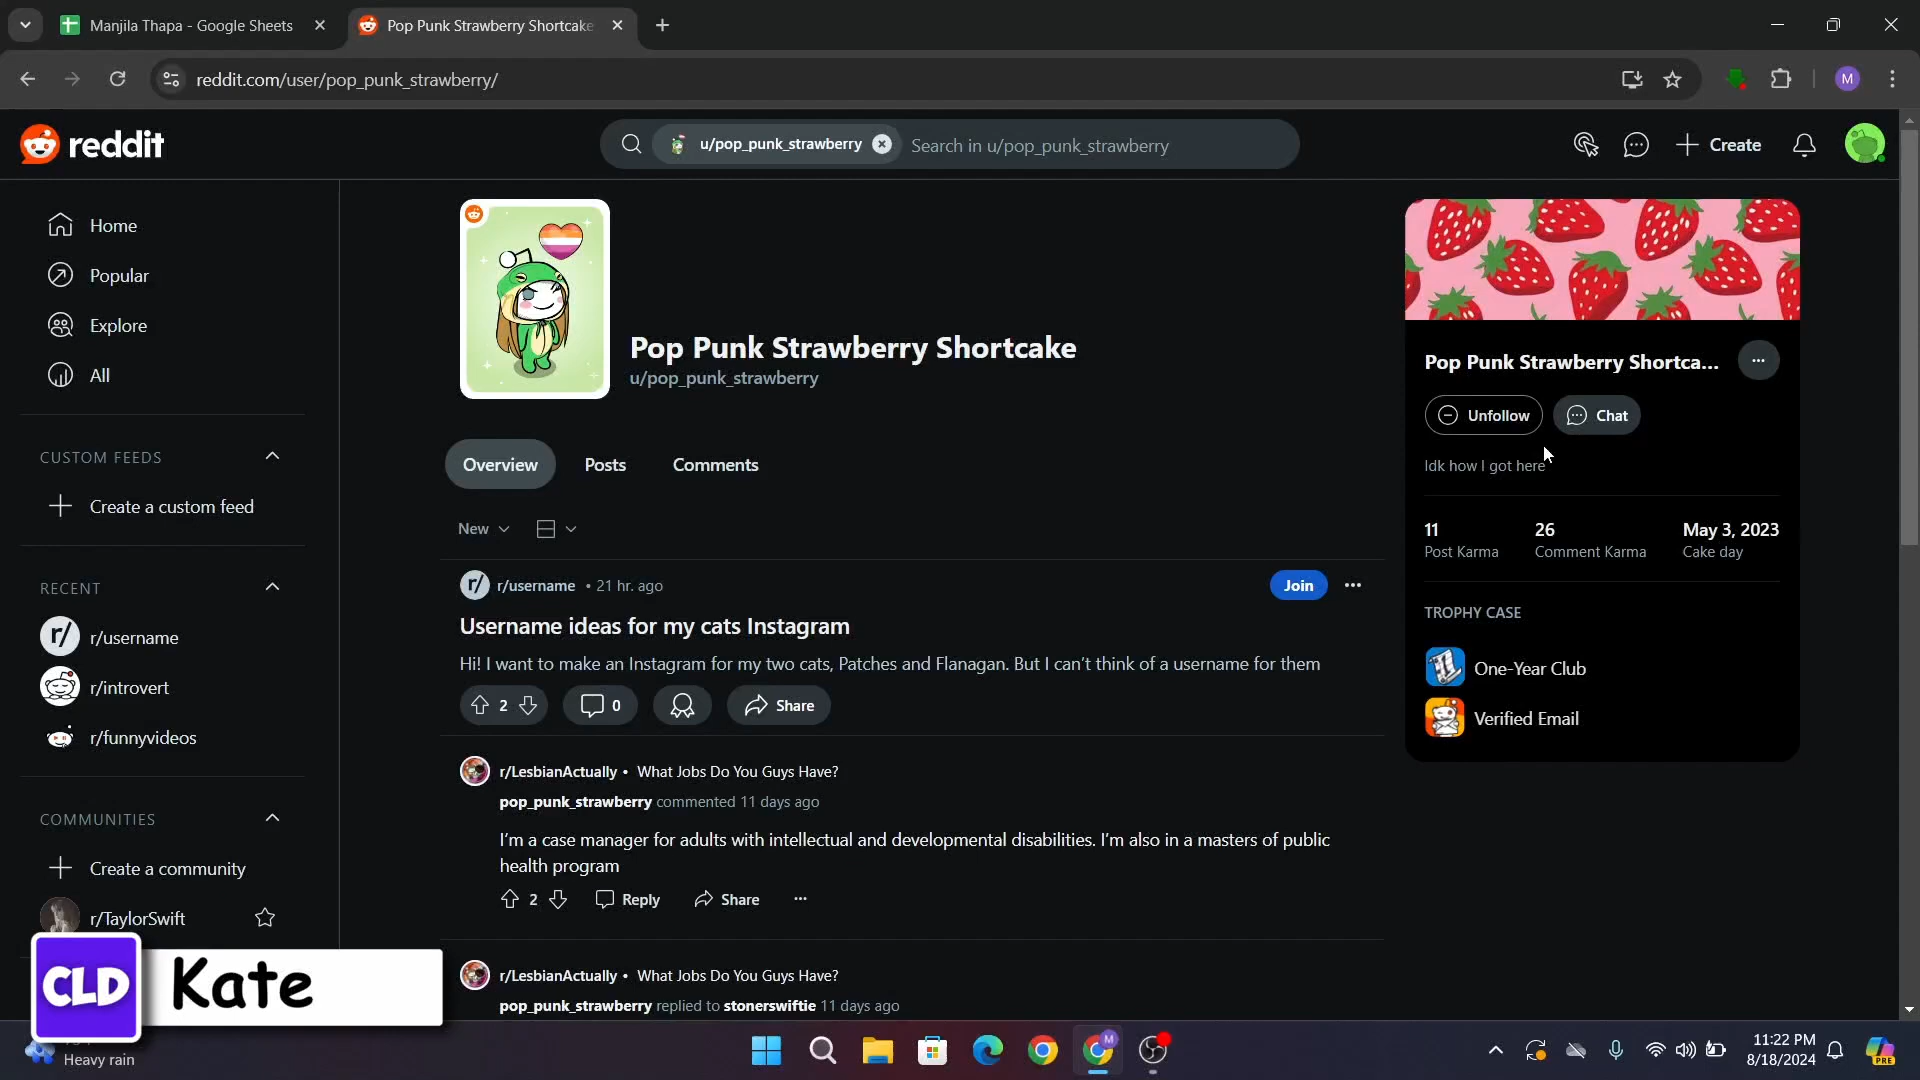 Manjila Thapa - Google Sheets
Pop Punk Strawberry Shortcake
reddit.com/user/pop_punk_strawberry/
M
reddit
u/pop_punk_strawberry
Search in u/pop_punk_strawberry
Create
Home
Popular
Explore
All
CUSTOM FEEDS
Create a custom feed
RECENT
r/ r/username
r/introvert
r/funnyvideos
COMMUNITIES
Create a community
r/TaylorSwift
Pop Punk Strawberry Shortcake
u/pop_punk_strawberry
Overview Posts Comments
New
r/ r/username • 21 hr. ago
Join
Username ideas for my cats Instagram
Hi! I want to make an Instagram for my two cats, Patches and Flanagan. But I can't think of a username for them
2 0 Share
r/LesbianActually • What Jobs Do You Guys Have?
pop_punk_strawberry commented 11 days ago
I'm a case manager for adults with intellectual and developmental disabilities. I'm also in a masters of public
health program
2 Reply Share
r/LesbianActually • What Jobs Do You Guys Have?
pop_punk_strawberry replied to stonerswiftie 11 days ago
Pop Punk Strawberry Shortca...
Unfollow Chat
Idk how I got here
11 26 May 3, 2023
Post Karma Comment Karma Cake day
TROPHY CASE
One-Year Club
Verified Email
CLD Kate
Heavy rain
M
11:22 PM
8/18/2024
PRE